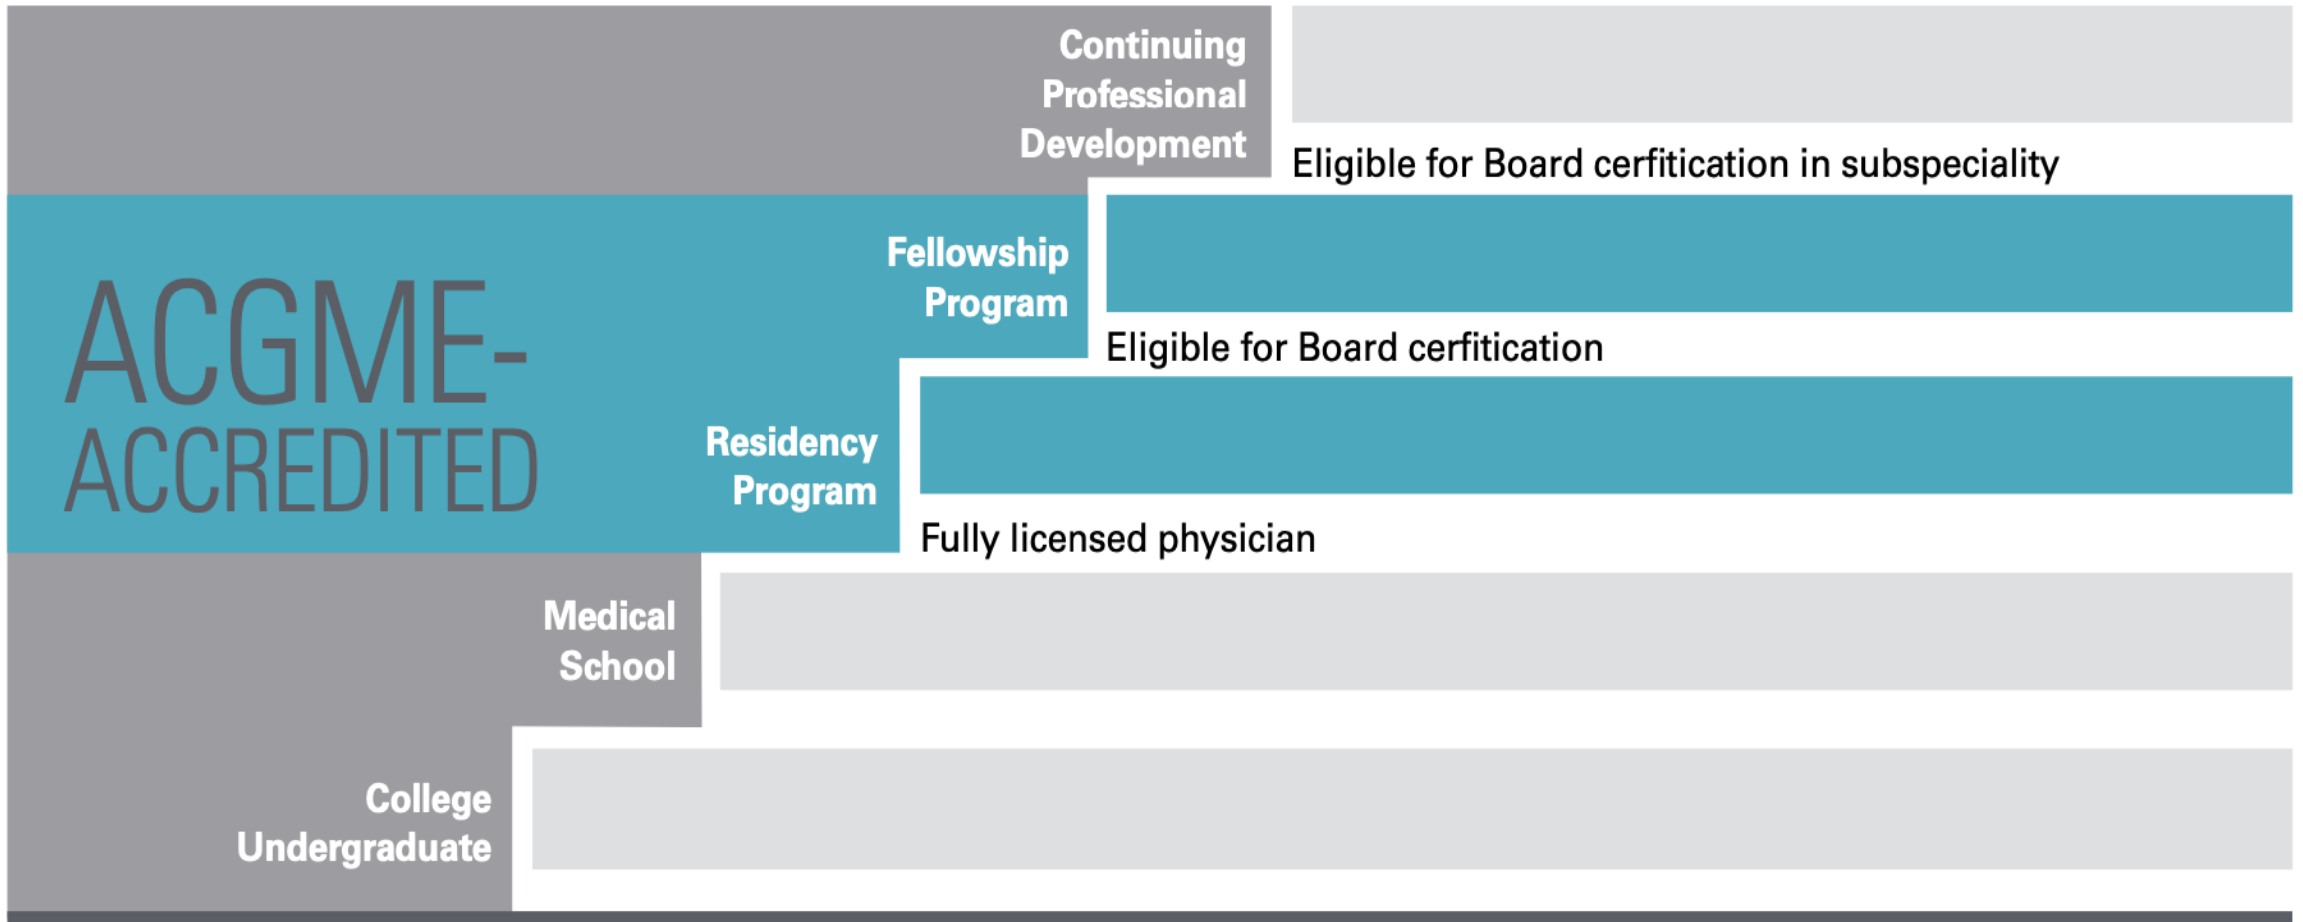 Continuing
Professional
Development
Eligible for Board cerfitication in subspeciality
Fellowship
Program
Eligible for Board cerfitication
ACGME-
ACCREDITED
Residency
Program
Fully licensed physician
Medical
School
College
Undergraduate